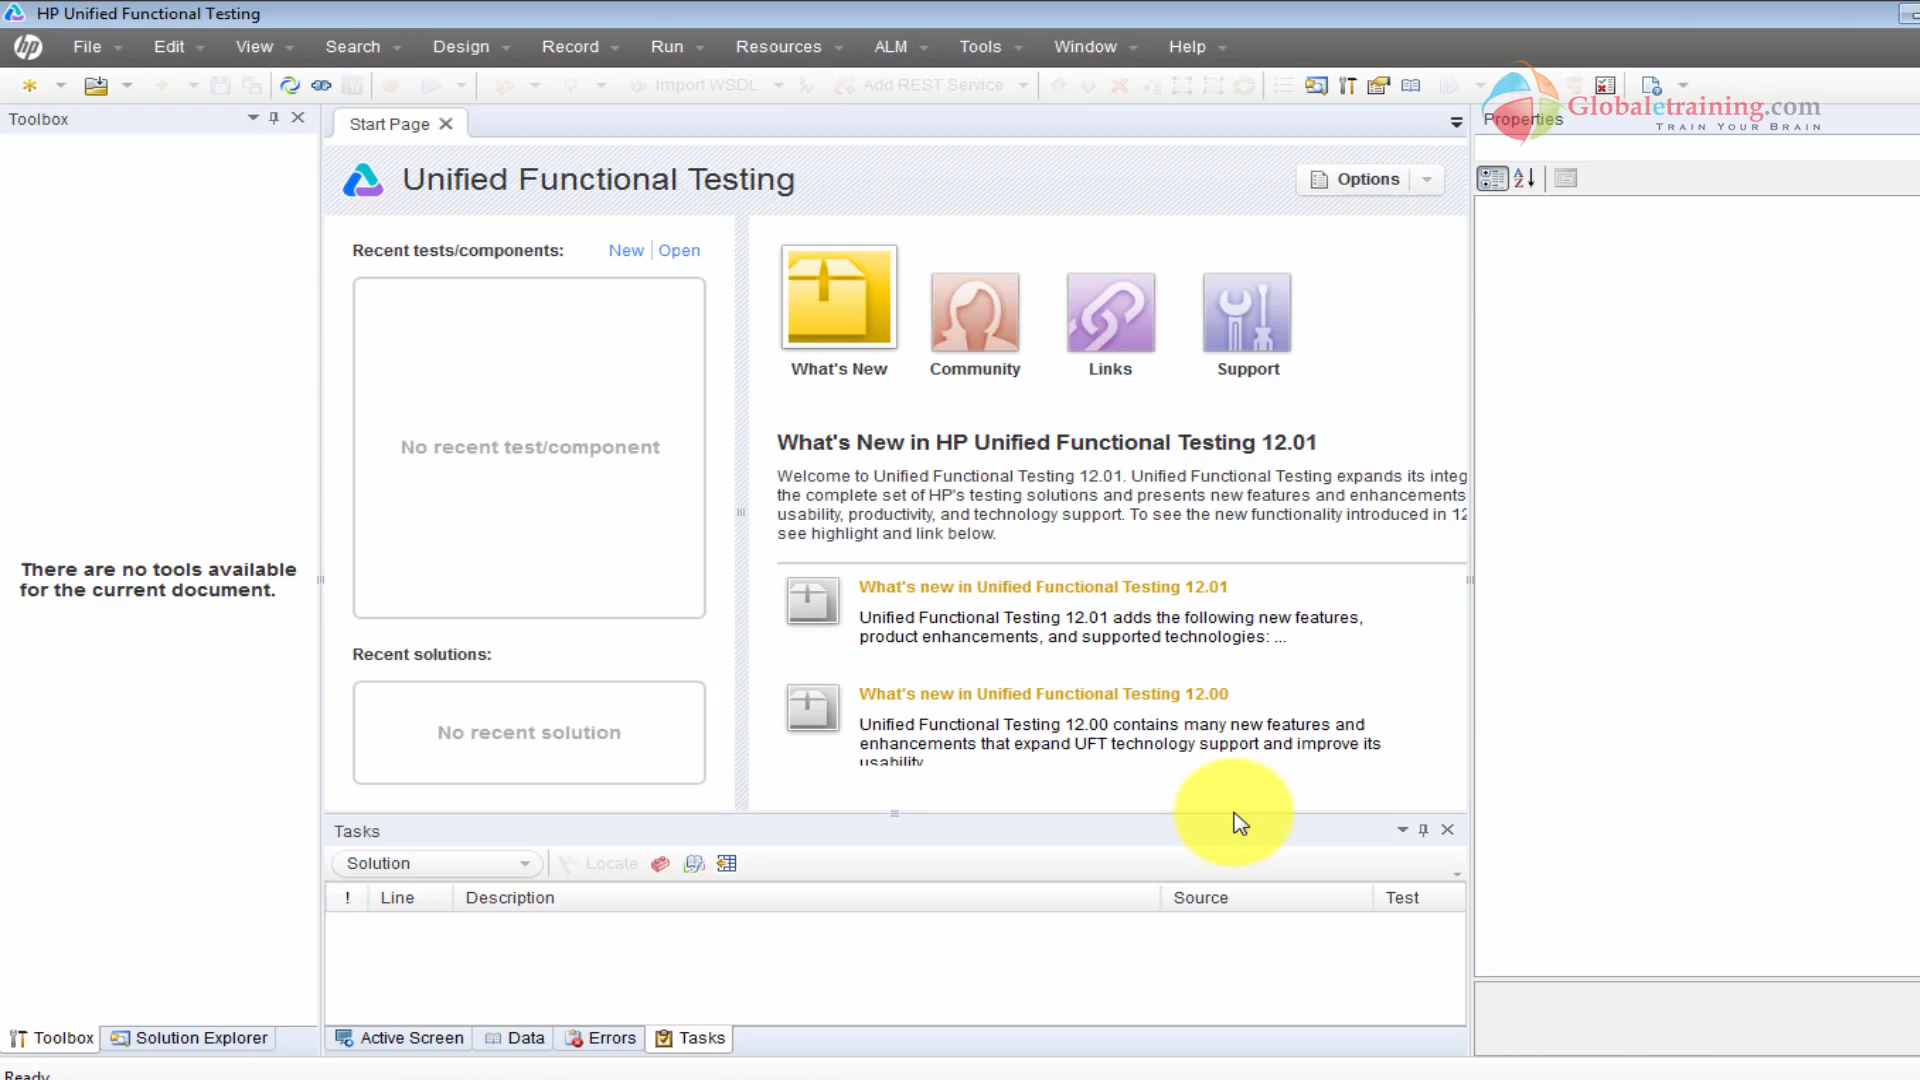 HP Unified Functional Testing
hp File Edit View Search Design Record Run Resources ALM Tools Window Help
Import WSDL Add REST Service
Globaletraining.com
TRAIN YOUR BRAIN
Toolbox
Start Page
Properties
Unified Functional Testing
Options
Recent tests/components: New Open
No recent test/component
What's New
Community
Links
Support
What's New in HP Unified Functional Testing 12.01
Welcome to Unified Functional Testing 12.01. Unified Functional Testing expands its integ
the complete set of HP's testing solutions and presents new features and enhancements
usability, productivity, and technology support. To see the new functionality introduced in 12
see highlight and link below.
There are no tools available
for the current document.
What's new in Unified Functional Testing 12.01
Unified Functional Testing 12.01 adds the following new features,
product enhancements, and supported technologies: ...
Recent solutions:
No recent solution
What's new in Unified Functional Testing 12.00
Unified Functional Testing 12.00 contains many new features and
enhancements that expand UFT technology support and improve its
usability
Tasks
Solution Locate
! Line Description Source Test
Toolbox Solution Explorer
Active Screen Data Errors Tasks
Ready